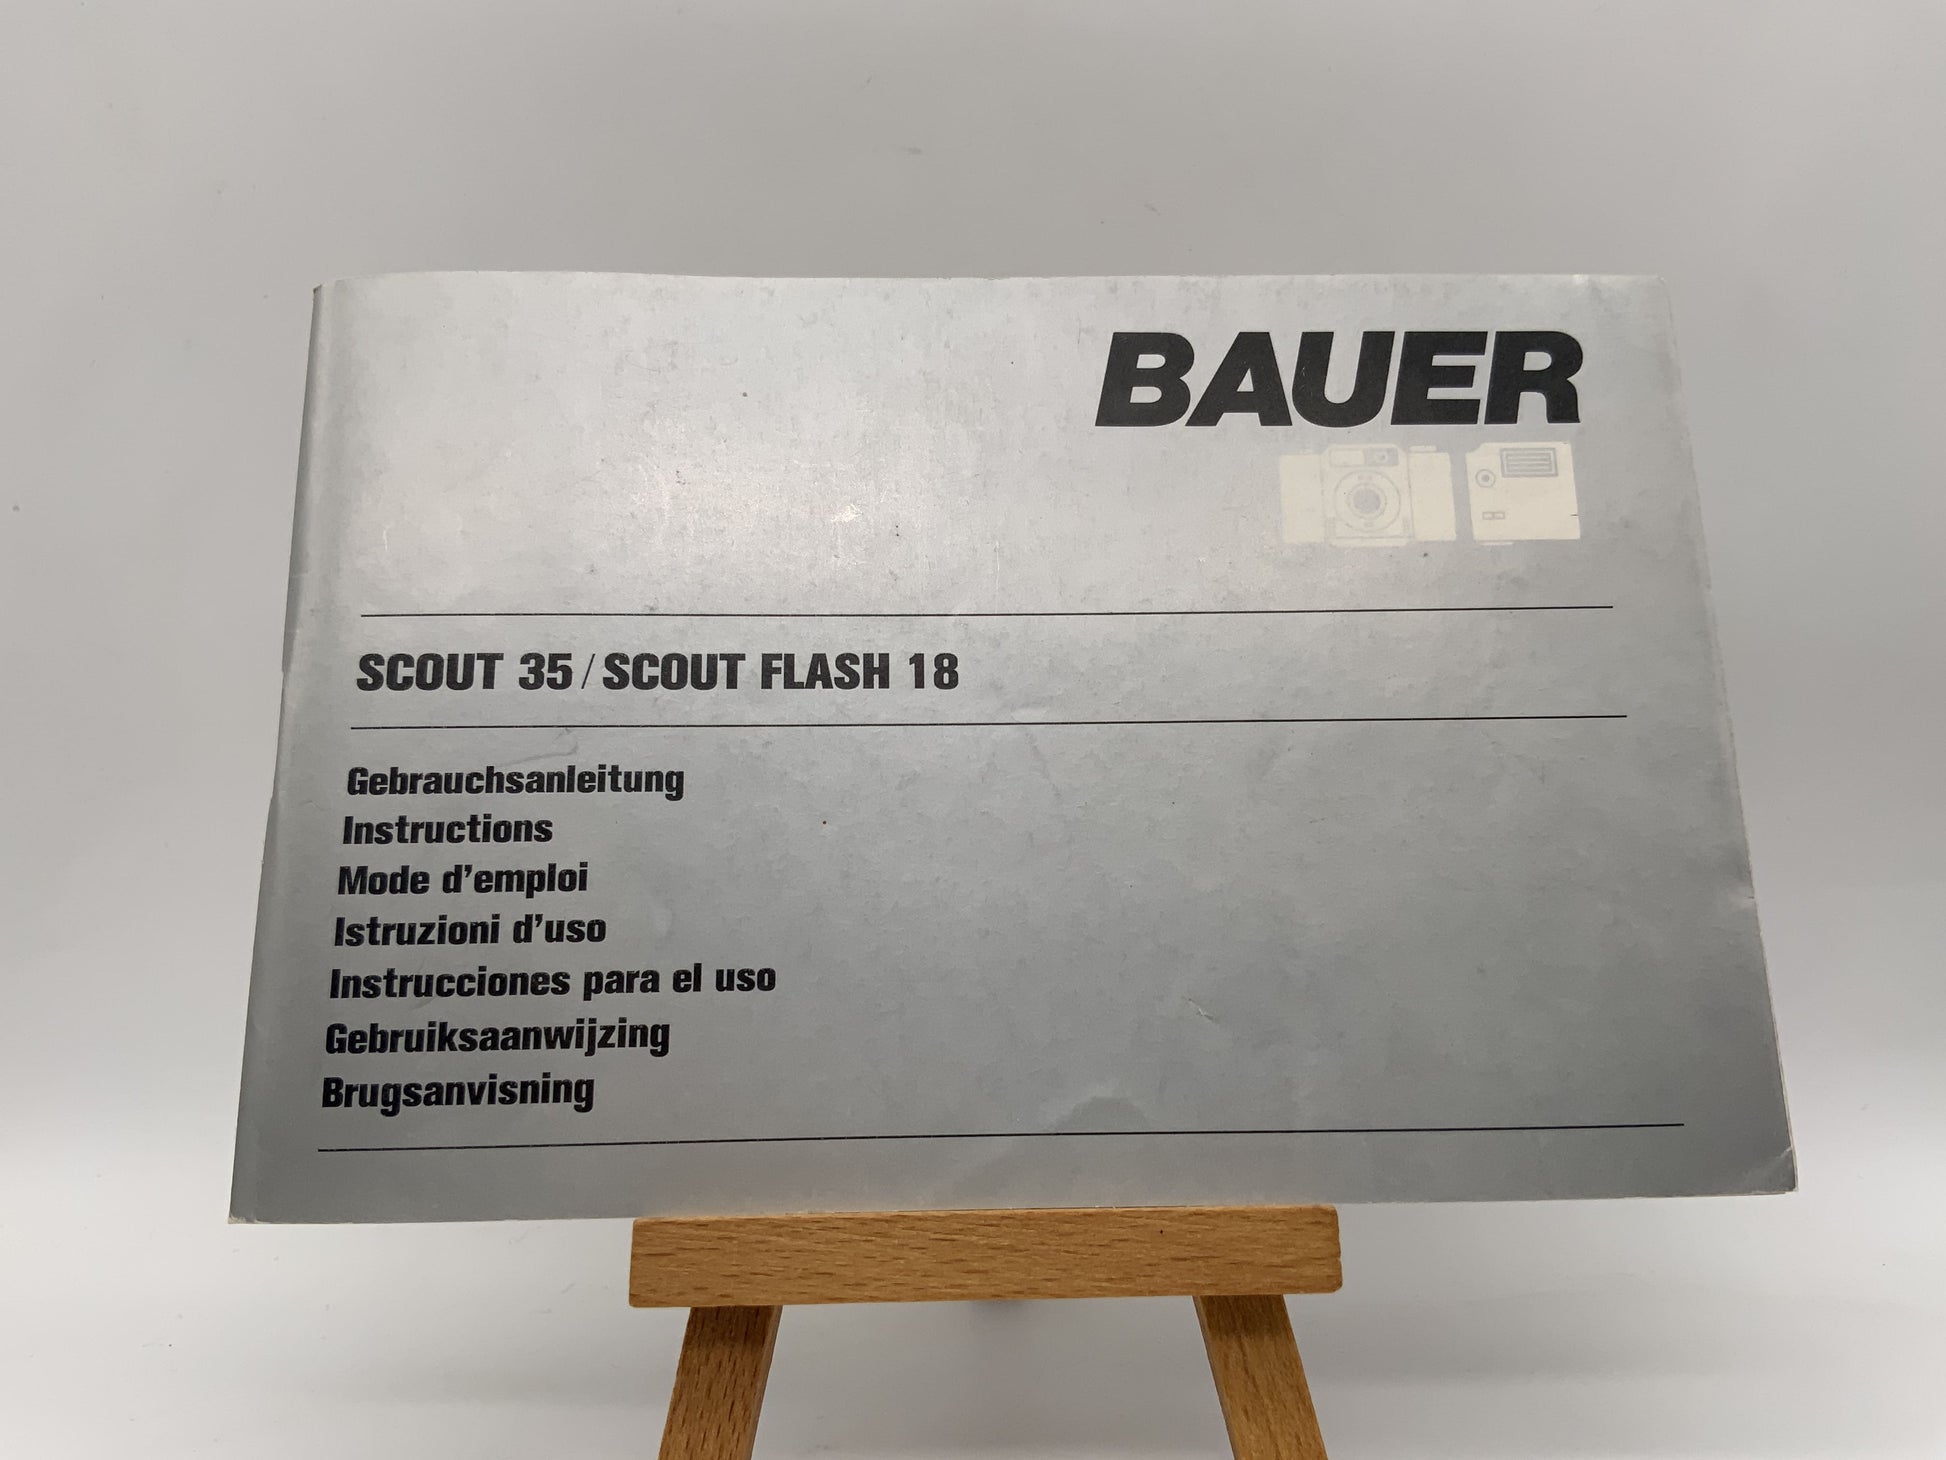 BAUER
SCOUT 35 / SCOUT FLASH 18
Gebrauchsanleitung
Instructions
Mode d'emploi
Istruzioni d'uso
Instrucciones para el uso
Gebruiksaanwijzing
Brugsanvisning